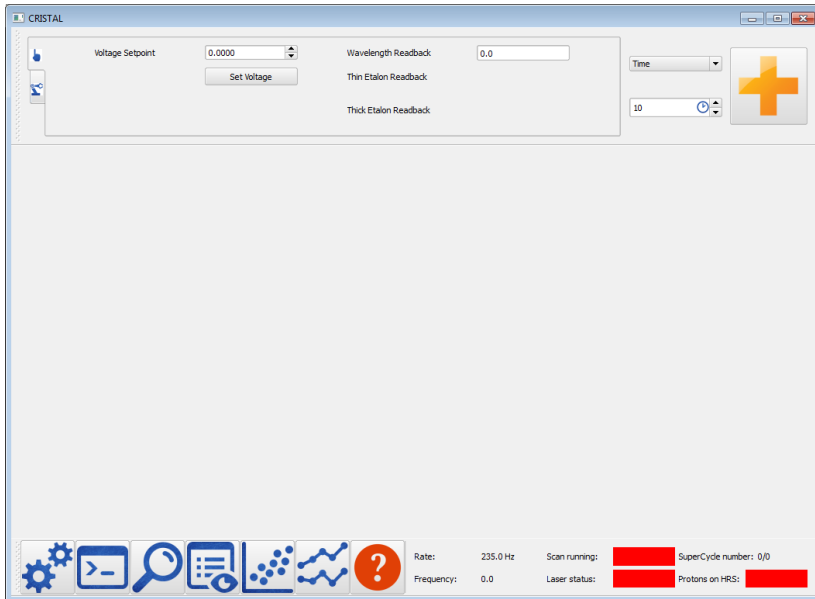 CRISTAL
Voltage Setpoint 0.0000 Wavelength Readback 0.0
Time
Set Voltage Thin Etalon Readback
10
Thick Etalon Readback
Rate: 235.0 Hz Scan running: SuperCycle number: 0/0
Frequency: 0.0 Laser status: Protons on HRS: